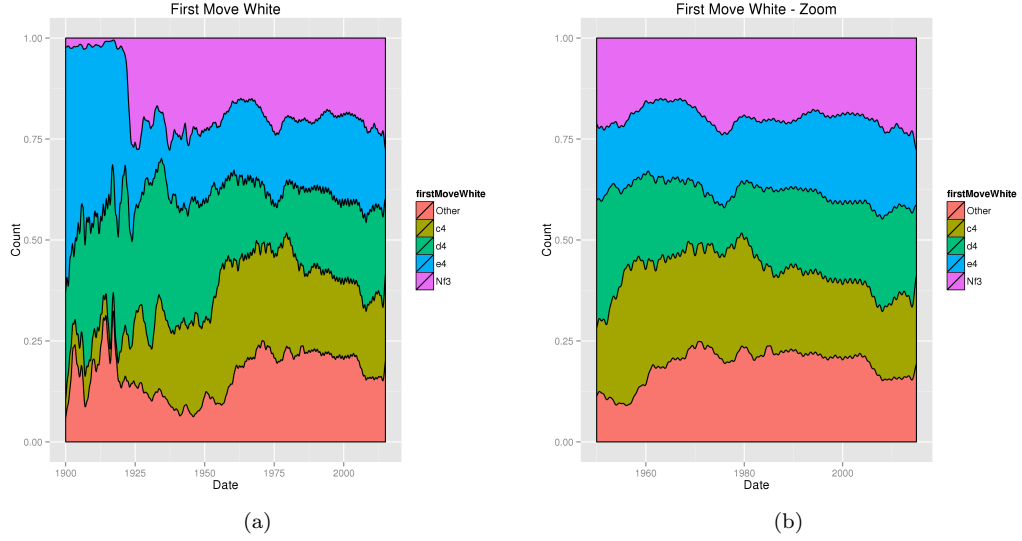 First Move White
1.00
0.75
0.50
0.25
0.00
Count
1900
1925
1950
1975
2000
Date
firstMoveWhite
Other
c4
d4
e4
Nf3
(a)
First Move White - Zoom
1.00
0.75
0.50
0.25
0.00
Count
1960
1980
2000
Date
firstMoveWhite
Other
c4
d4
e4
Nf3
(b)